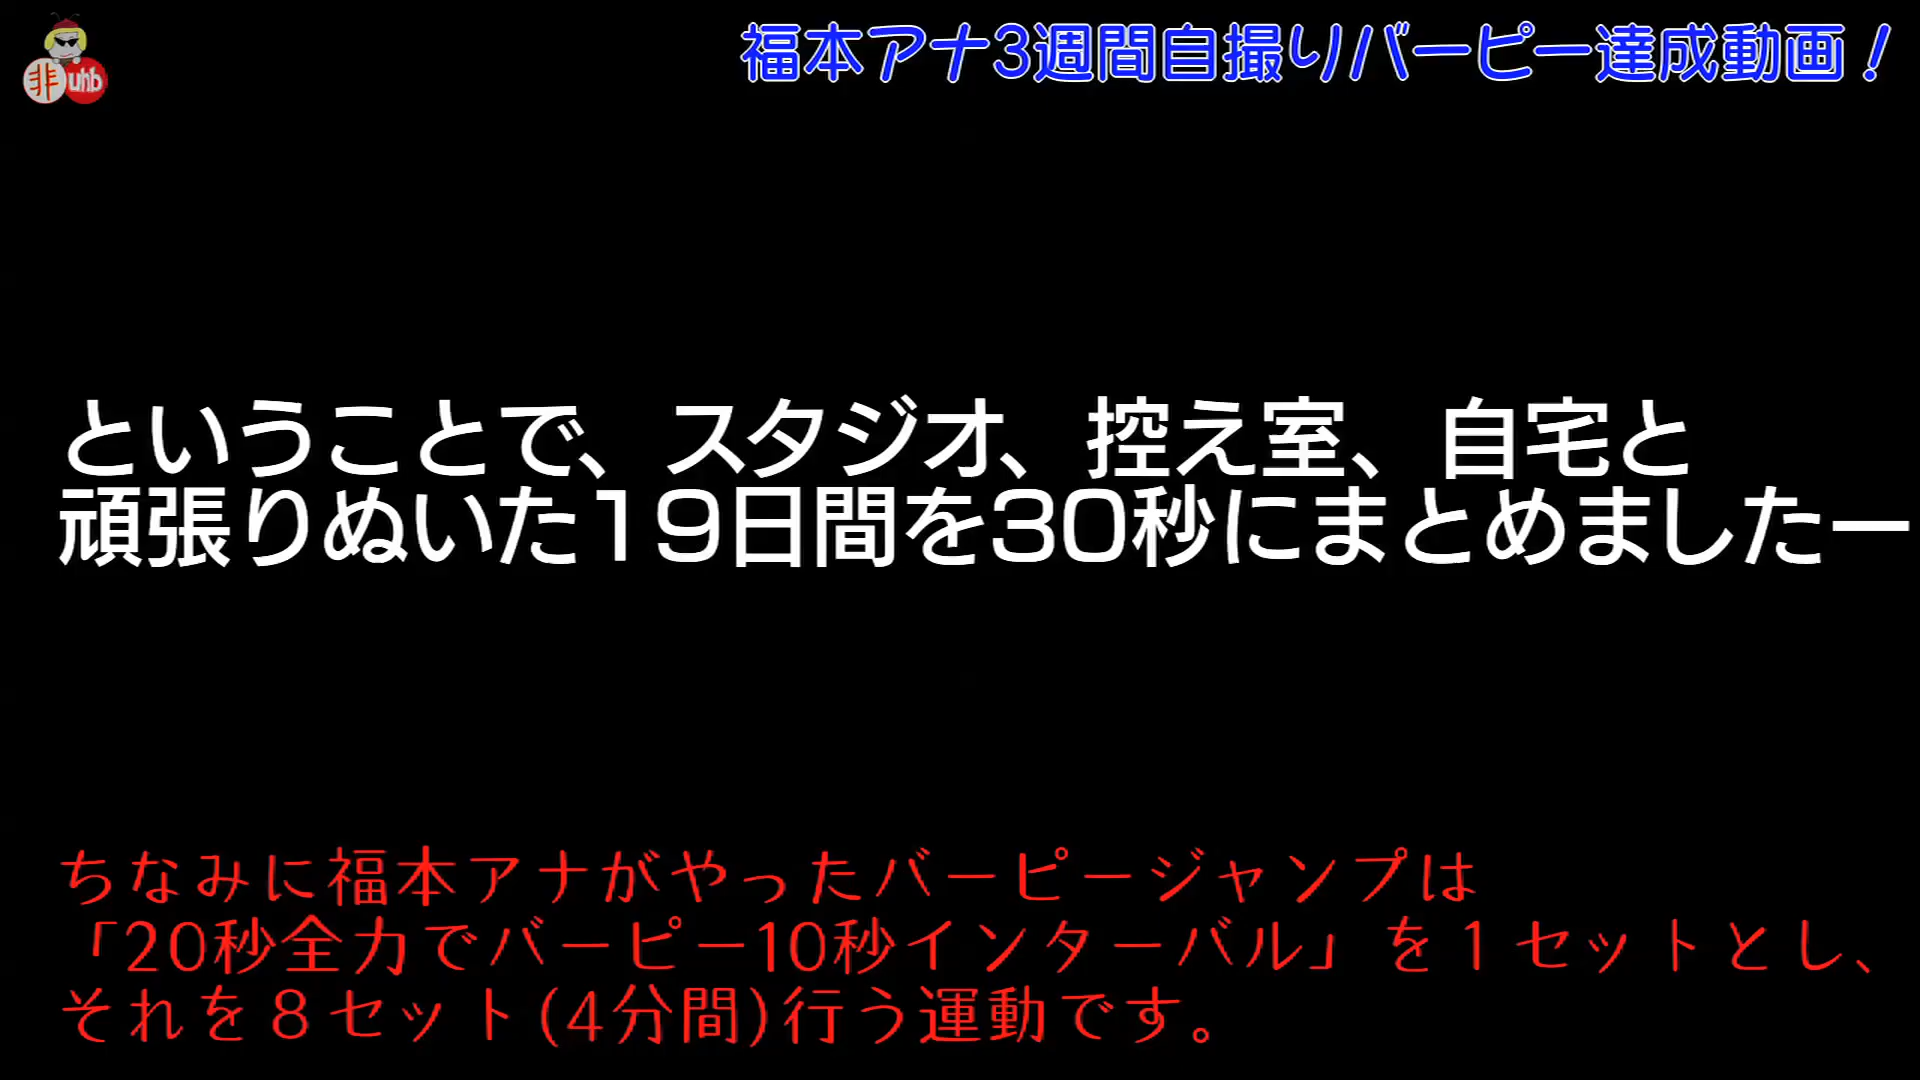 非uhb
福本アナ3週間自撮りバーピー達成動画！
ということで、スタジオ、控え室、自宅と
頑張りぬいた19日間を30秒にまとめましたー
ちなみに福本アナがやったバーピージャンプは
「20秒全力でバーピー10秒インターバル」を１セットとし、
それを８セット(4分間)行う運動です。